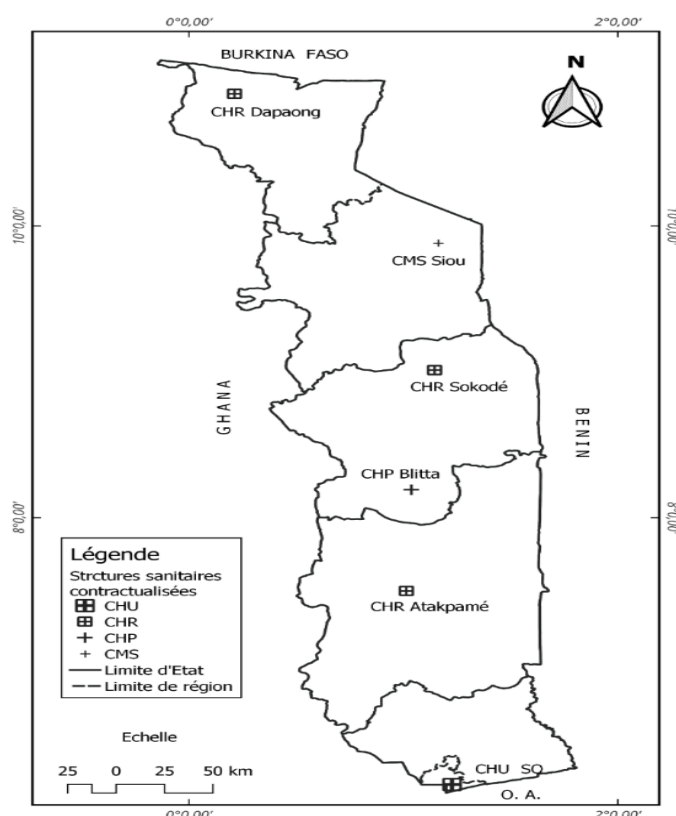 0°0,00'
2°0,00'
BURKINA FASO
N
CHR Dapaong
10°0,00'
10°0,00'
CMS Siou
CHR Sokodé
GHANA
BENIN
CHP Blitta
8°0,00'
8°0,00'
Légende
Strctures sanitaires
contractualisées
CHU
CHR
CHP
CMS
Limite d'Etat
Limite de région
CHR Atakpamé
Echelle
25 0 25 50 km
CHU SO
O. A.
0°0,00'
2°0,00'